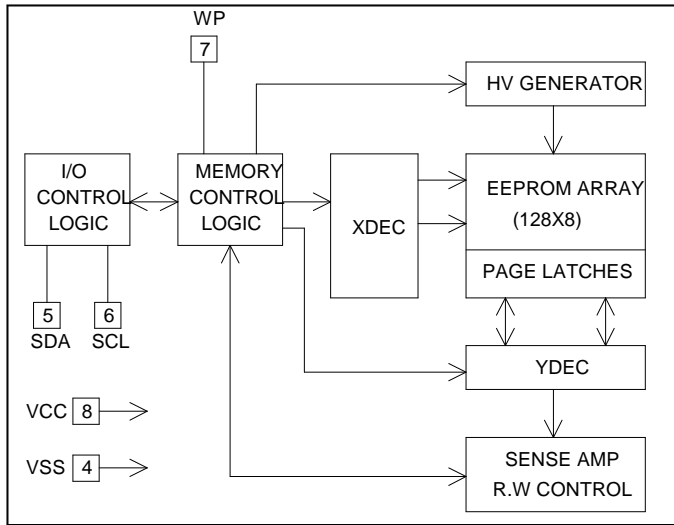 WP
7
HV GENERATOR
I/O
CONTROL
LOGIC
MEMORY
CONTROL
LOGIC
XDEC
EEPROM ARRAY
(128X8)
PAGE LATCHES
5
6
SDA
SCL
YDEC
VCC 8
VSS 4
SENSE AMP
R.W CONTROL